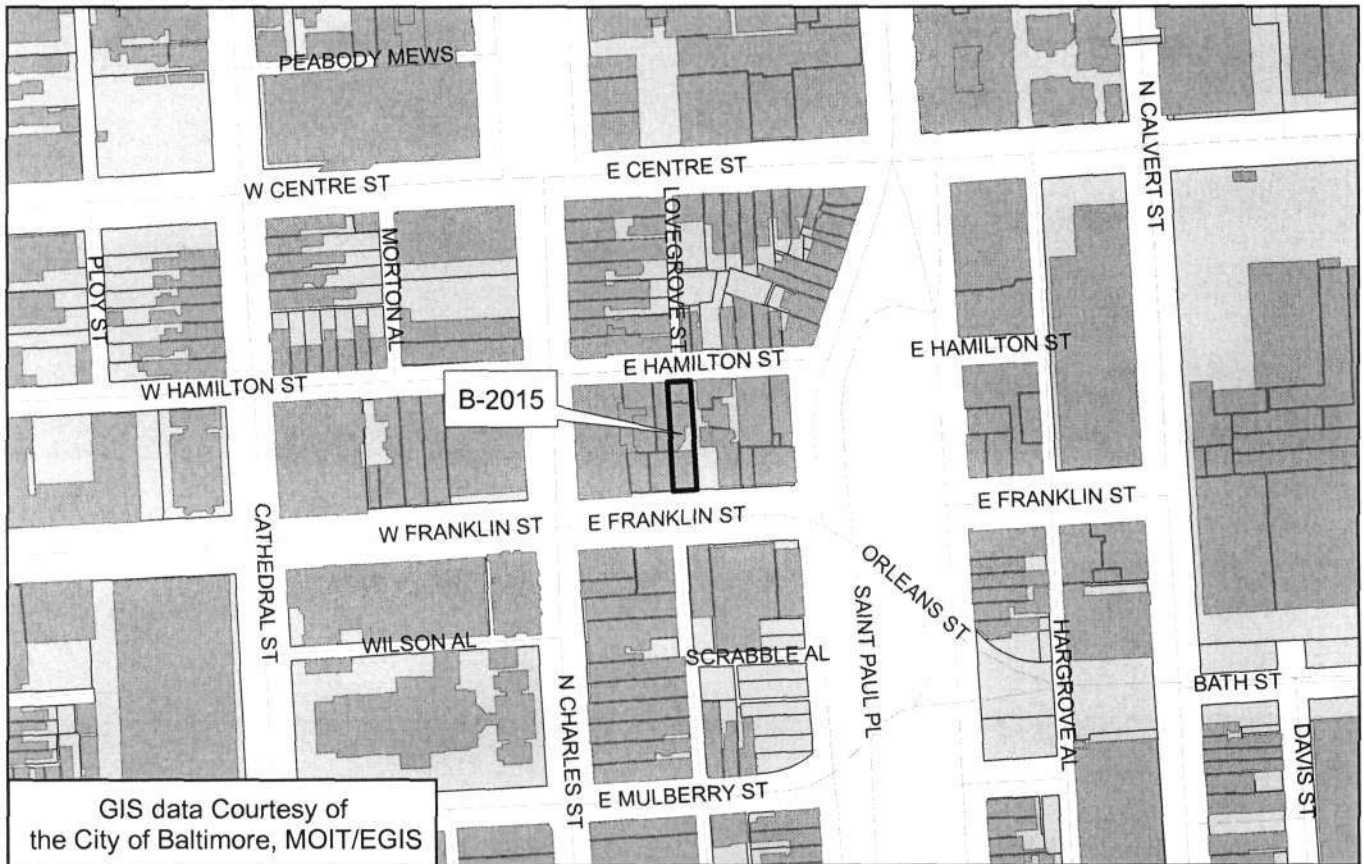 PEABODY MEWS
N CALVERT ST
W CENTRE ST
E CENTRE ST
LOVEGROVE ST
MORTON AL
PLOY ST
W HAMILTON ST
E HAMILTON ST
E HAMILTON ST
B-2015
CATHEDRAL ST
W FRANKLIN ST
E FRANKLIN ST
E FRANKLIN ST
ORLEANS ST
SAINT PAUL PL
HARGROVE AL
WILSON AL
SCRABBLE AL
N CHARLES ST
BATH ST
DAVIS ST
E MULBERRY ST
GIS data Courtesy of
the City of Baltimore, MOIT/EGIS